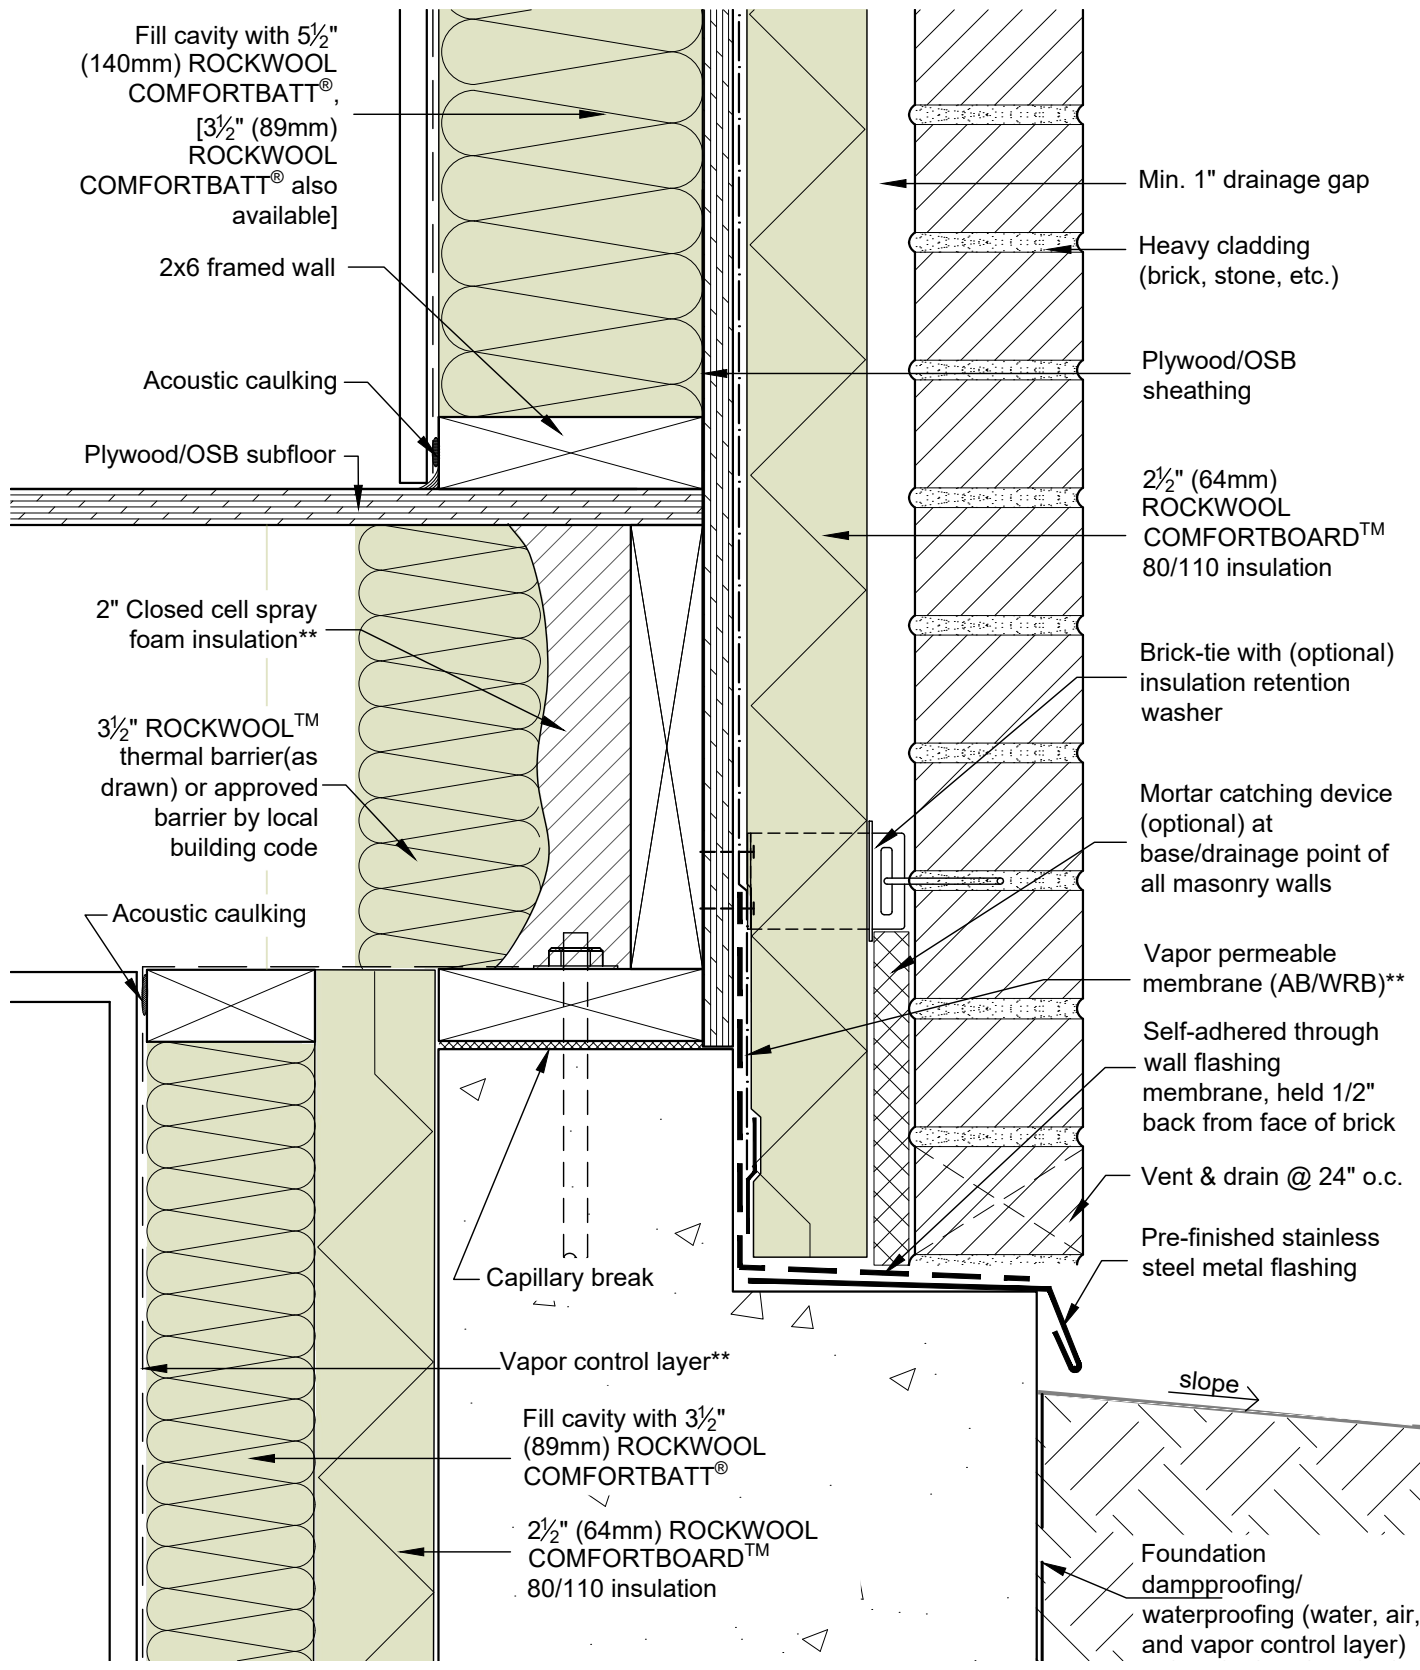 Fill cavity with 5½"
(140mm) ROCKWOOL
COMFORTBATT®,
[3½" (89mm)
ROCKWOOL
COMFORTBATT® also
available]
2x6 framed wall
Acoustic caulking
Plywood/OSB subfloor
2" Closed cell spray
foam insulation**
3½" ROCKWOOL™
thermal barrier(as
drawn) or approved
barrier by local
building code
Acoustic caulking
Min. 1" drainage gap
Heavy cladding
(brick, stone, etc.)
Plywood/OSB
sheathing
2½" (64mm)
ROCKWOOL
COMFORTBOARD™
80/110 insulation
Brick-tie with (optional)
insulation retention
washer
Mortar catching device
(optional) at
base/drainage point of
all masonry walls
Vapor permeable
membrane (AB/WRB)**
Self-adhered through
wall flashing
membrane, held 1/2"
back from face of brick
Vent & drain @ 24" o.c.
Pre-finished stainless
steel metal flashing
Capillary break
Vapor control layer**
Fill cavity with 3½"
(89mm) ROCKWOOL
COMFORTBATT®
2½" (64mm) ROCKWOOL
COMFORTBOARD™
80/110 insulation
slope
Foundation
dampproofing/
waterproofing (water, air,
and vapor control layer)